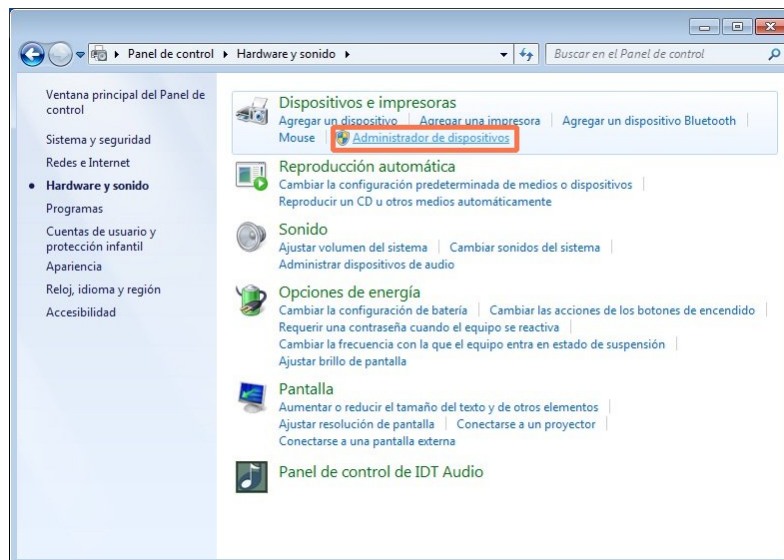 Panel de control Hardware y sonido Buscar en el Panel de control
Ventana principal del Panel de
control
Sistema y seguridad
Redes e Internet
Hardware y sonido
Programas
Cuentas de usuario y
protección infantil
Apariencia
Reloj, idioma y región
Accesibilidad
Dispositivos e impresoras
Agregar un dispositivo Agregar una impresora Agregar un dispositivo Bluetooth
Mouse Administrador de dispositivos
Reproducción automática
Cambiar la configuración predeterminada de medios o dispositivos
Reproducir un CD u otros medios automáticamente
Sonido
Ajustar volumen del sistema Cambiar sonidos del sistema
Administrar dispositivos de audio
Opciones de energía
Cambiar la configuración de batería Cambiar las acciones de los botones de encendido
Requerir una contraseña cuando el equipo se reactiva
Cambiar la frecuencia con la que el equipo entra en estado de suspensión
Ajustar brillo de pantalla
Pantalla
Aumentar o reducir el tamaño del texto y de otros elementos
Ajustar resolución de pantalla Conectarse a un proyector
Conectarse a una pantalla externa
Panel de control de IDT Audio